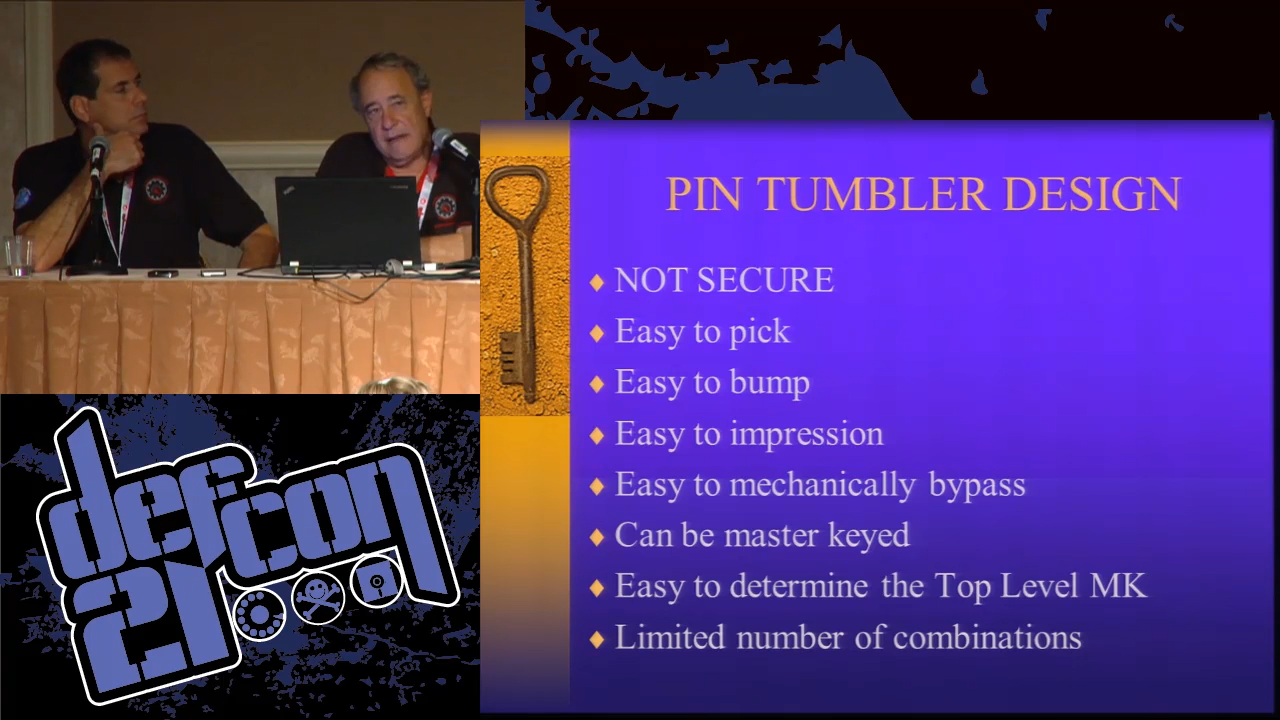 PIN TUMBLER DESIGN
NOT SECURE
Easy to pick
Easy to bump
Easy to impression
Easy to mechanically bypass
Can be master keyed
Easy to determine the Top Level MK
Limited number of combinations
defcon
21